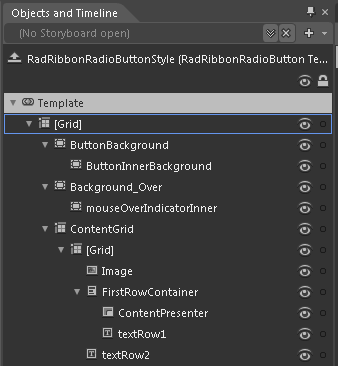 Objects and Timeline
(No Storyboard open)
RadRibbonRadioButtonStyle (RadRibbonRadioButton Te...
Template
[Grid]
ButtonBackground
ButtonInnerBackground
Background_Over
mouseOverIndicatorInner
ContentGrid
[Grid]
Image
FirstRowContainer
ContentPresenter
textRow1
textRow2